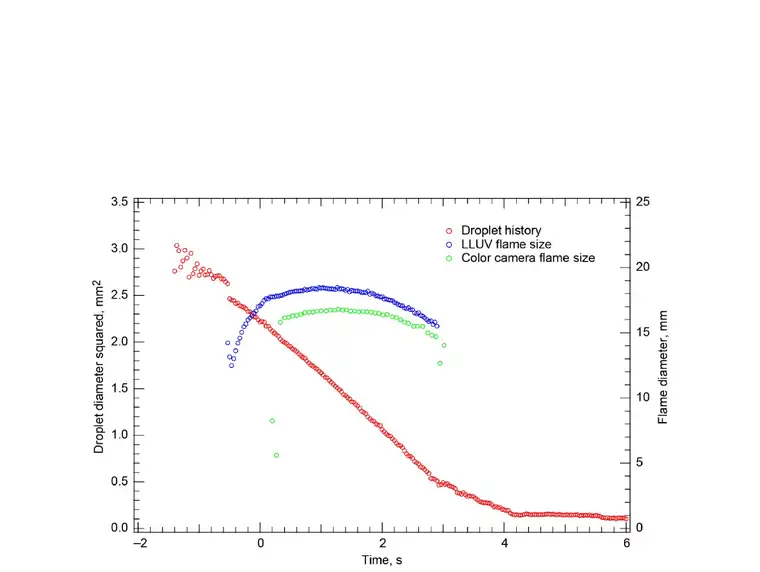 3.5
3.0
2.5
2.0
1.5
1.0
0.5
0.0
Droplet diameter squared, mm2
25
20
15
10
5
0
Flame diameter, mm
Droplet history
LLUV flame size
Color camera flame size
–2 0 2 4 6
Time, s